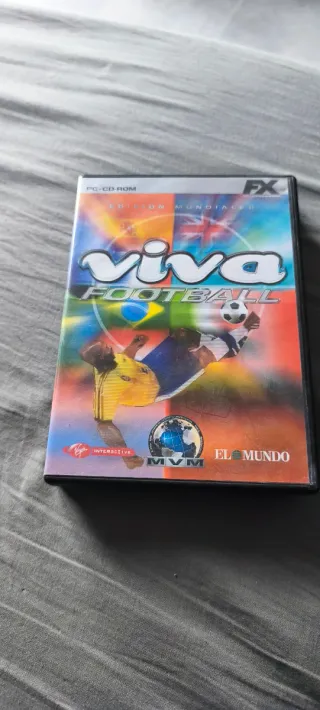 PC-CD-ROM
FX
EDICIÓN MUNDIALES
viva
FOOTBALL
Virgin INTERACTIVE
MVM
EL MUNDO